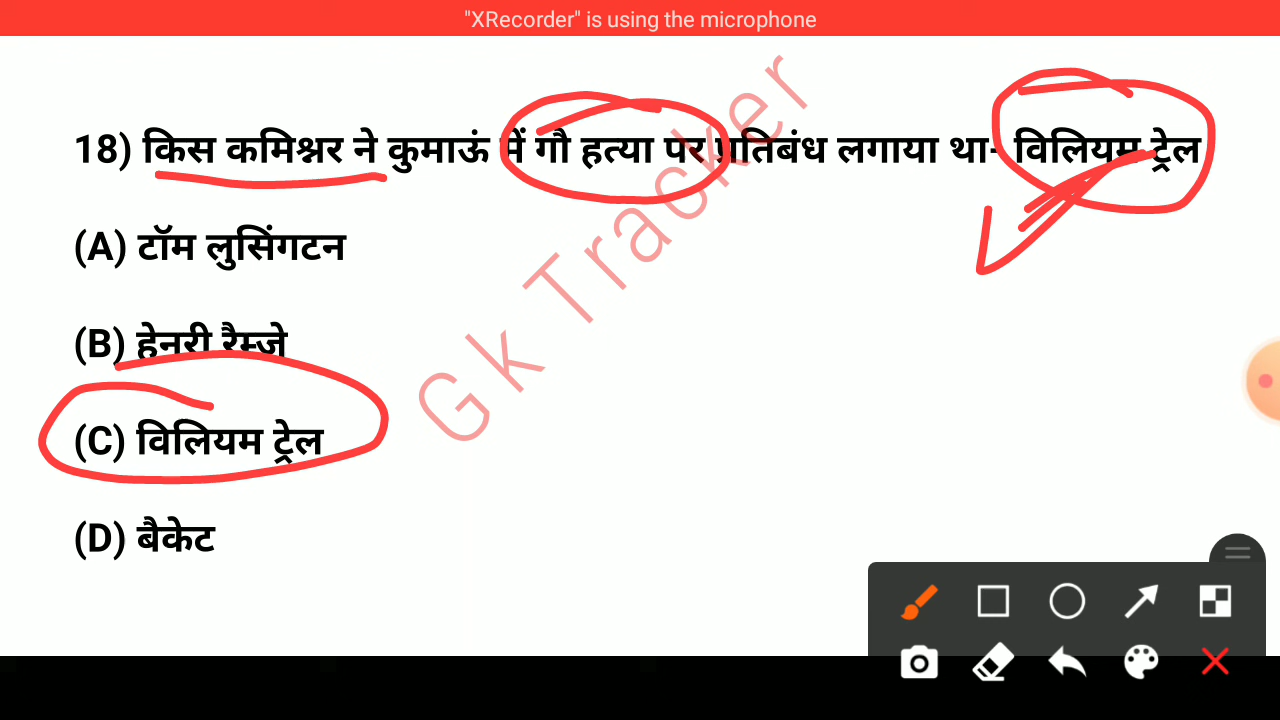 "XRecorder" is using the microphone
18) किस कमिश्नर ने कुमाऊं में गौ हत्या पर प्रतिबंध लगाया था- विलियम ट्रेल
(A) टॉम लुसिंगटन
(B) हेनरी रैम्जे
(C) विलियम ट्रेल
(D) बैकेट
Gk Tracker